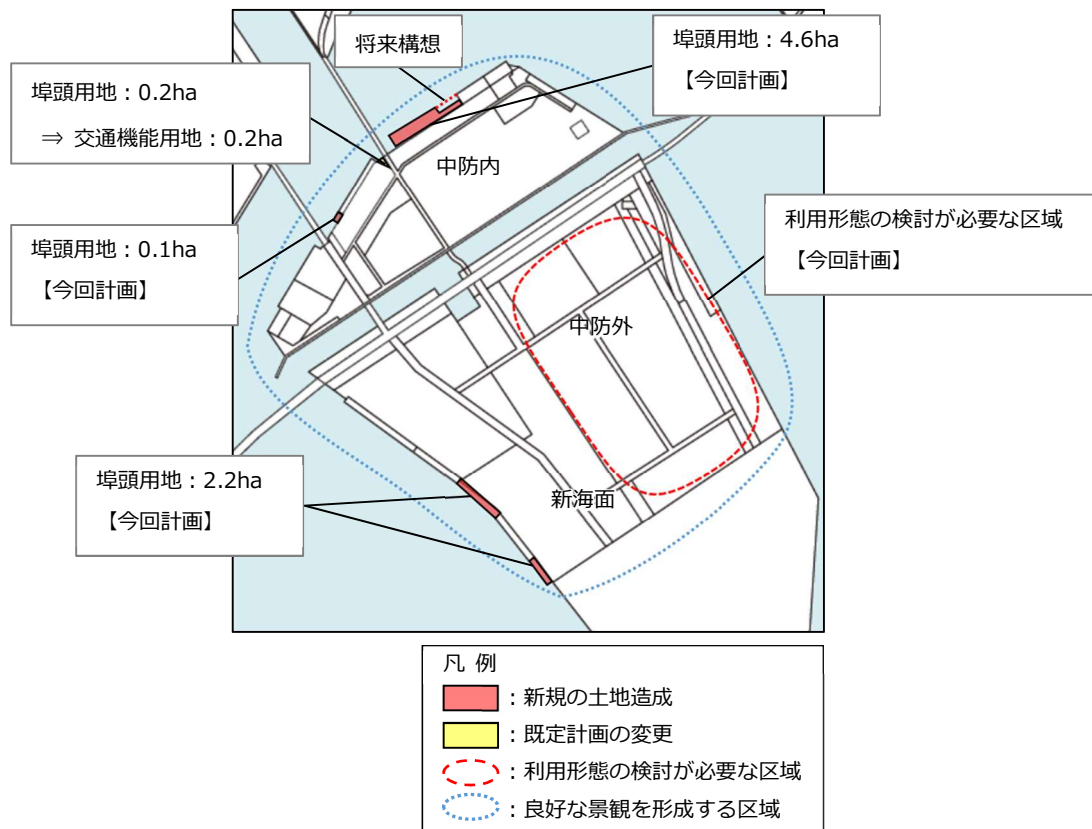 将来構想
埠頭用地：4.6ha
【今回計画】
埠頭用地：0.2ha
⇒ 交通機能用地：0.2ha
中防内
利用形態の検討が必要な区域
【今回計画】
埠頭用地：0.1ha
【今回計画】
中防外
埠頭用地：2.2ha
【今回計画】
新海面
凡 例
：新規の土地造成
：既定計画の変更
：利用形態の検討が必要な区域
：良好な景観を形成する区域